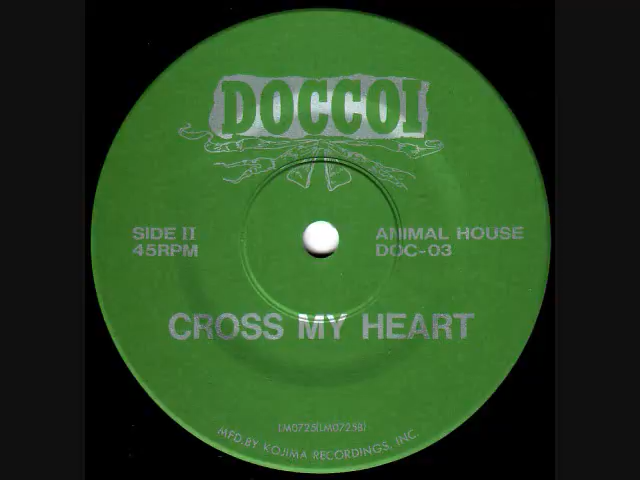 DOCCOI
SIDE II
45RPM
ANIMAL HOUSE
DOC-03
CROSS MY HEART
LM0725(LM0725B)
MFD.BY KOJIMA RECORDINGS, INC.